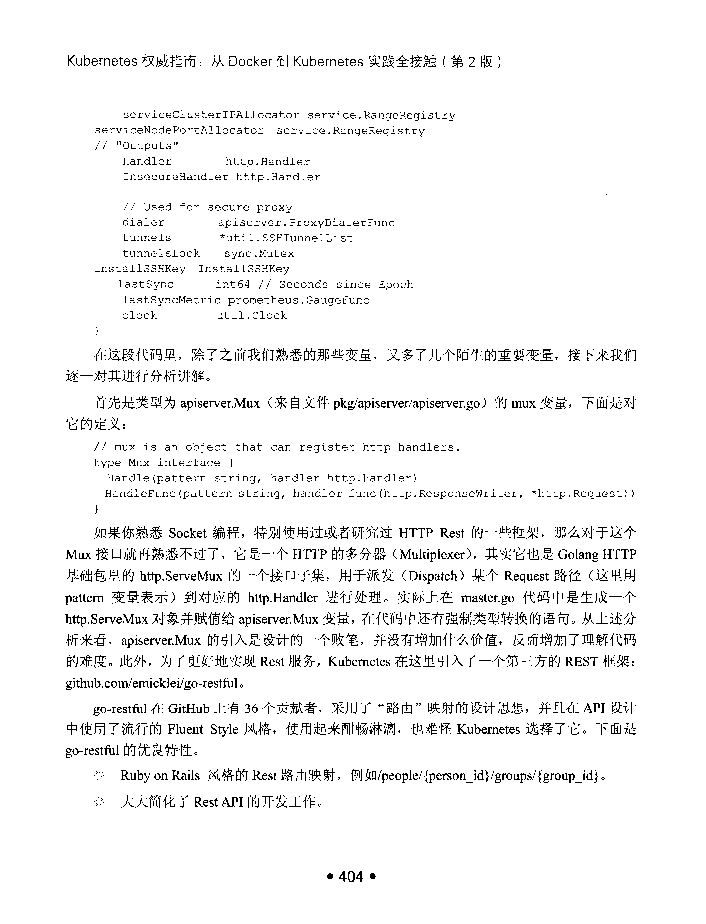 Kubernetes 权威指南：从 Docker 到 Kubernetes 实践全接触（第 2 版）
serviceClusterIPAllocator service.RangeRegistry
serviceNodePortAllocator service.RangeRegistry
// "Outputs"
Handler http.Handler
InsecureHandler http.Handler
// Used for secure proxy
dialer apiserver.ProxyDialerFunc
tunnels *util.SSHTunnelList
tunnelsLock sync.Mutex
installSSHKey InstallSSHKey
lastSync int64 // Seconds since Epoch
lastSyncMetric prometheus.GaugeFunc
clock util.Clock
}
在这段代码里，除了之前我们熟悉的那些变量，又多了几个陌生的重要变量，接下来我们
逐一对其进行分析讲解。
首先是类型为 apiserver.Mux（来自文件 pkg/apiserver/apiserver.go）的 mux 变量，下面是对
它的定义：
// mux is an object that can register http handlers.
type Mux interface {
Handle(pattern string, handler http.Handler)
HandleFunc(pattern string, handler func(http.ResponseWriter, *http.Request))
}
如果你熟悉 Socket 编程，特别使用过或者研究过 HTTP Rest 的一些框架，那么对于这个
Mux 接口就再熟悉不过了，它是一个 HTTP 的多分器（Multiplexer），其实它也是 Golang HTTP
基础包里的 http.ServeMux 的一个接口子集，用于派发（Dispatch）某个 Request 路径（这里用
pattern 变量表示）到对应的 http.Handler 进行处理。实际上在 master.go 代码中是生成一个
http.ServeMux 对象并赋值给 apiserver.Mux 变量，在代码中还有强制类型转换的语句。从上述分
析来看，apiserver.Mux 的引入是设计的一个败笔，并没有增加什么价值，反而增加了理解代码
的难度。此外，为了更好地实现 Rest 服务，Kubernetes 在这里引入了一个第三方的 REST 框架：
github.com/emicklei/go-restful。
go-restful 在 GitHub 上有 36 个贡献者，采用了“路由”映射的设计思想，并且在 API 设计
中使用了流行的 Fluent Style 风格，使用起来酣畅淋漓，也难怪 Kubernetes 选择了它。下面是
go-restful 的优良特性。
Ruby on Rails 风格的 Rest 路由映射，例如/people/{person_id}/groups/{group_id}。
大大简化了 Rest API 的开发工作。
• 404 •